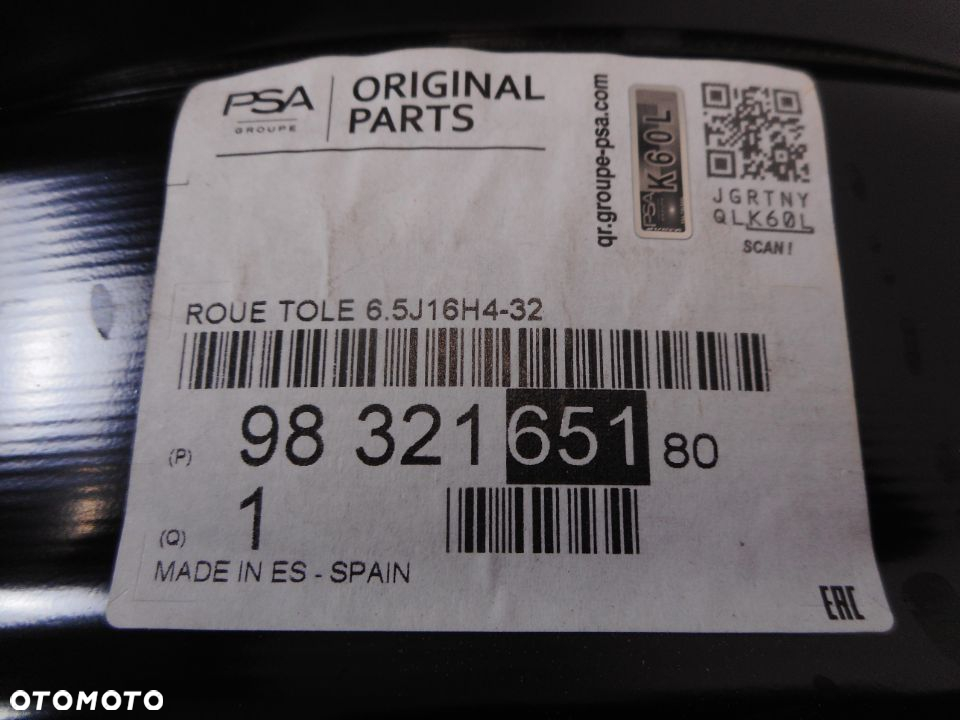 PSA
GROUPE
ORIGINAL
PARTS
qr.groupe-psa.com
PSA
K60L
JGRTNY
QLK60L
SCAN!
ROUE TOLE 6.5J16H4-32
(P) 98 321 651 80
(Q) 1
MADE IN ES - SPAIN
EAC
OTOMOTO